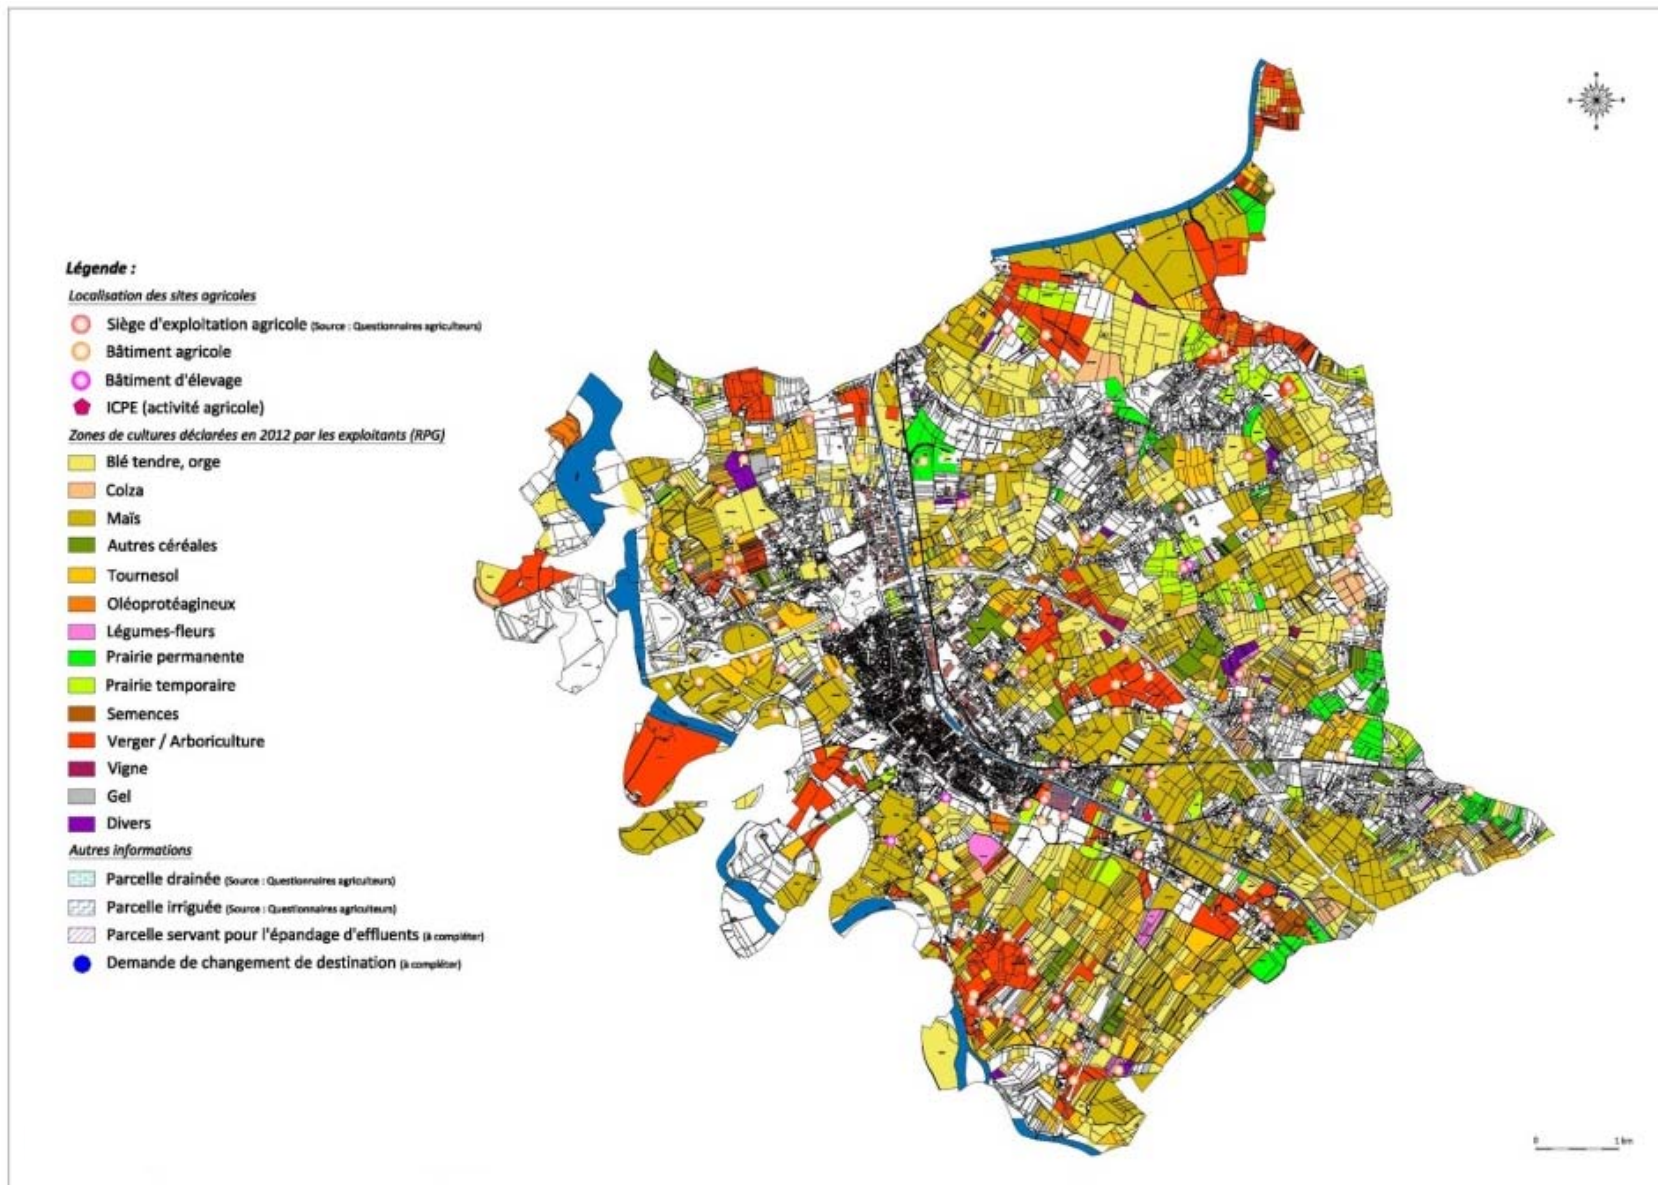 Légende :
Localisation des sites agricoles
Siège d'exploitation agricole (Source : Questionnaires agriculteurs)
Bâtiment agricole
Bâtiment d'élevage
ICPE (activité agricole)
Zones de cultures déclarées en 2012 par les exploitants (RPG)
Blé tendre, orge
Colza
Maïs
Autres céréales
Tournesol
Oléoprotéagineux
Légumes-fleurs
Prairie permanente
Prairie temporaire
Semences
Verger / Arboriculture
Vigne
Gel
Divers
Autres informations
Parcelle drainée (Source : Questionnaires agriculteurs)
Parcelle irriguée (Source : Questionnaires agriculteurs)
Parcelle servant pour l'épandage d'effluents (à compléter)
Demande de changement de destination (à compléter)
0 1 km